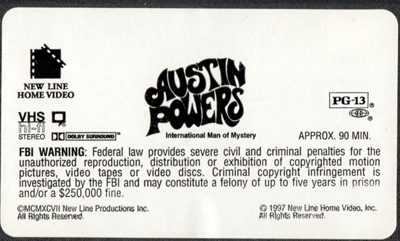 NEW LINE
HOME VIDEO
AUSTIN
POWERS
International Man of Mystery
PG-13 ®
VHS
hi-fi
STEREO
DOLBY SURROUND
APPROX. 90 MIN.
FBI WARNING: Federal law provides severe civil and criminal penalties for the
unauthorized reproduction, distribution or exhibition of copyrighted motion
pictures, video tapes or video discs. Criminal copyright infringement is
investigated by the FBI and may constitute a felony of up to five years in prison
and/or a $250,000 fine.
©MCMXCVII New Line Productions Inc.
All Rights Reserved.
© 1997 New Line Home Video, Inc.
All Rights Reserved.